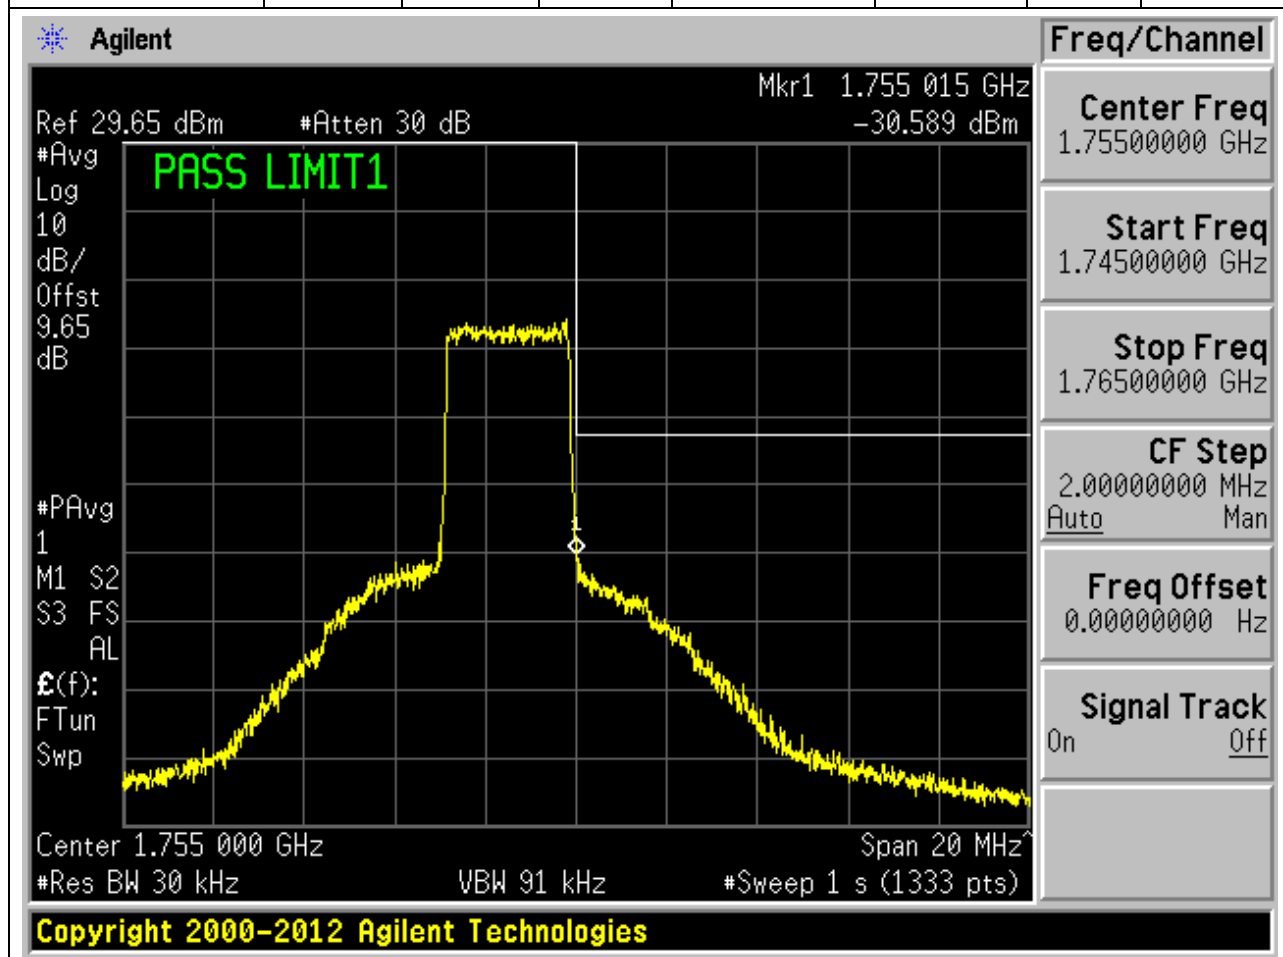 Agilent
Freq/Channel
Mkr1 1.755 015 GHz
Ref 29.65 dBm #Atten 30 dB -30.589 dBm
#Avg
Log
10
dB/
Offst
9.65
dB
PASS LIMIT1
1
#PAvg
1
M1 S2
S3 FS
AL
£(f):
FTun
Swp
Center 1.755 000 GHz Span 20 MHz^
#Res BW 30 kHz VBW 91 kHz #Sweep 1 s (1333 pts)
Center Freq
1.75500000 GHz
Start Freq
1.74500000 GHz
Stop Freq
1.76500000 GHz
CF Step
2.00000000 MHz
Auto Man
Freq Offset
0.00000000 Hz
Signal Track
On Off
Copyright 2000-2012 Agilent Technologies